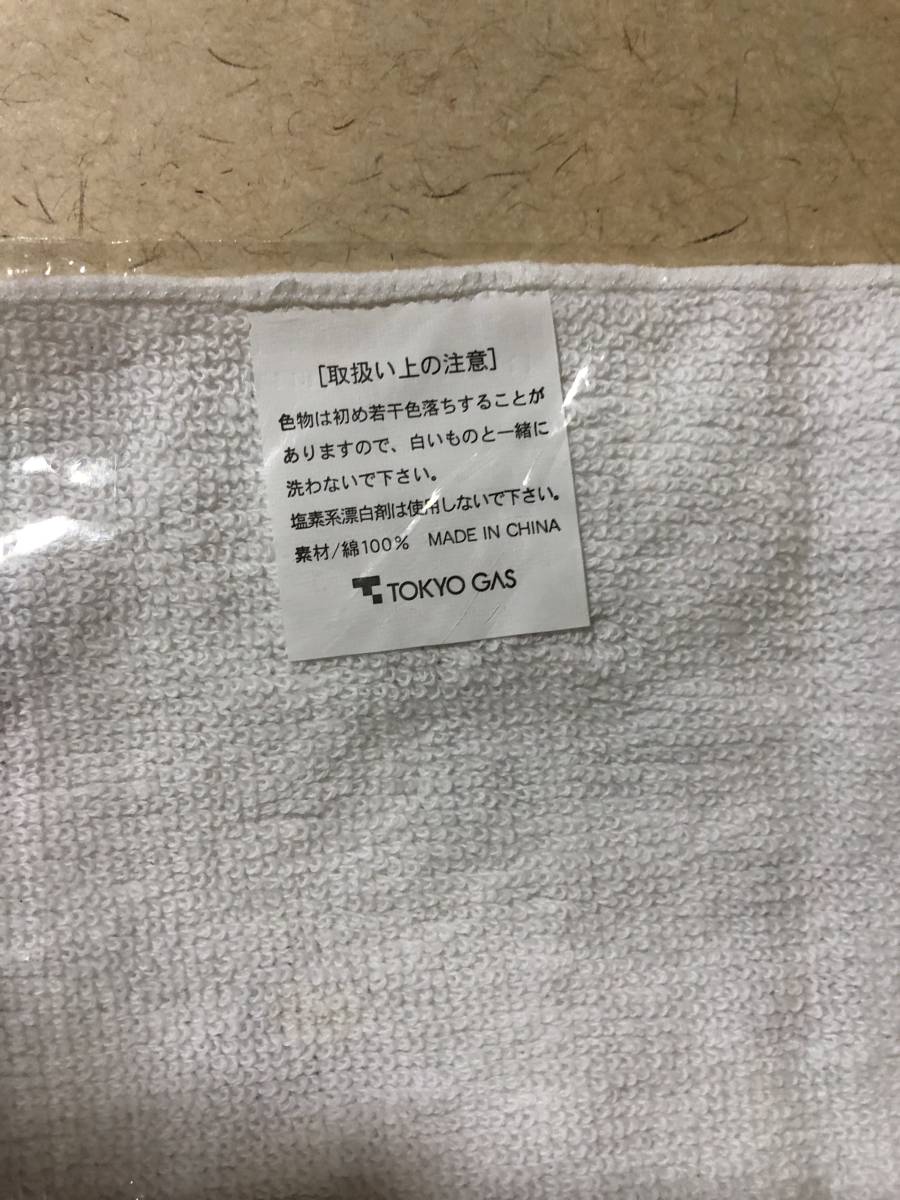 [取扱い上の注意]
色物は初め若干色落ちすることが
ありますので、白いものと一緒に
洗わないで下さい。
塩素系漂白剤は使用しないで下さい。
素材/綿100% MADE IN CHINA
TOKYO GAS